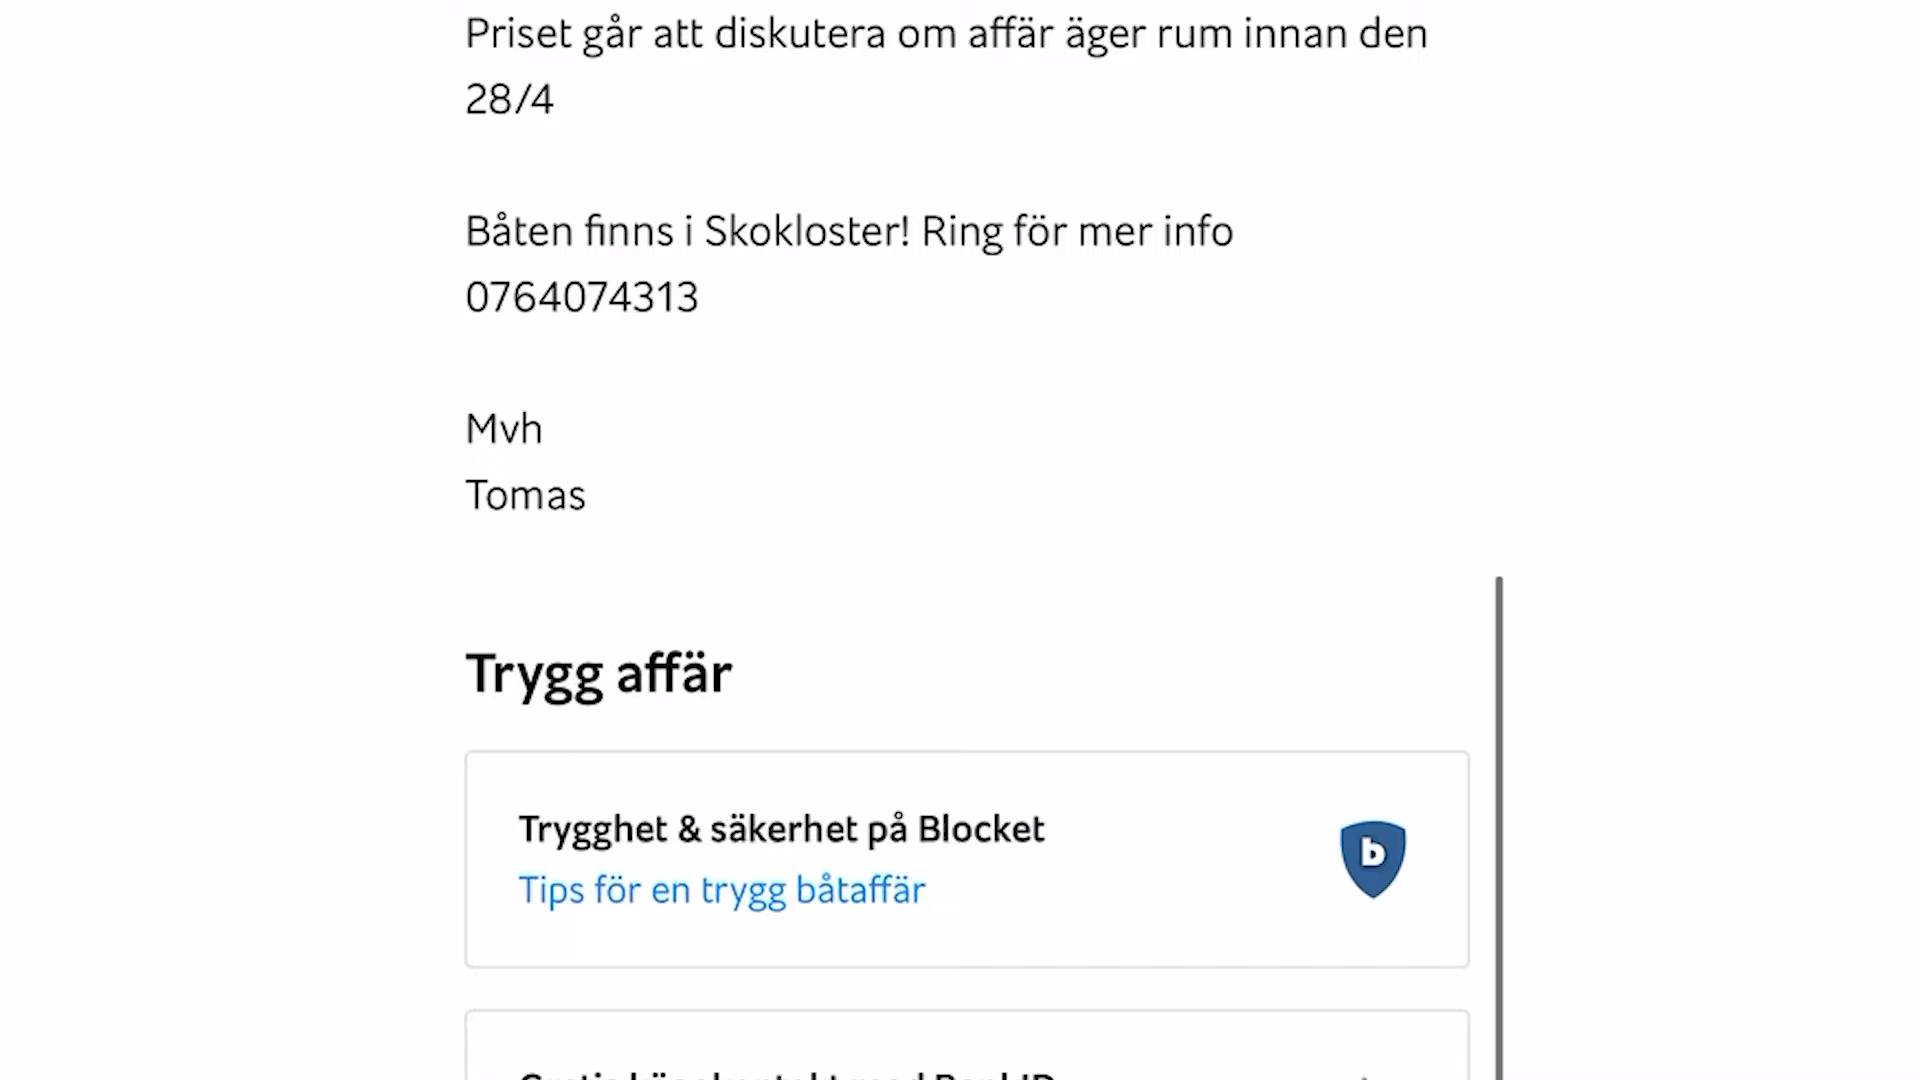 Priset går att diskutera om affär äger rum innan den
28/4
Båten finns i Skokloster! Ring för mer info
0764074313
Mvh
Tomas
Trygg affär
Trygghet & säkerhet på Blocket
b
Tips för en trygg båtaffär